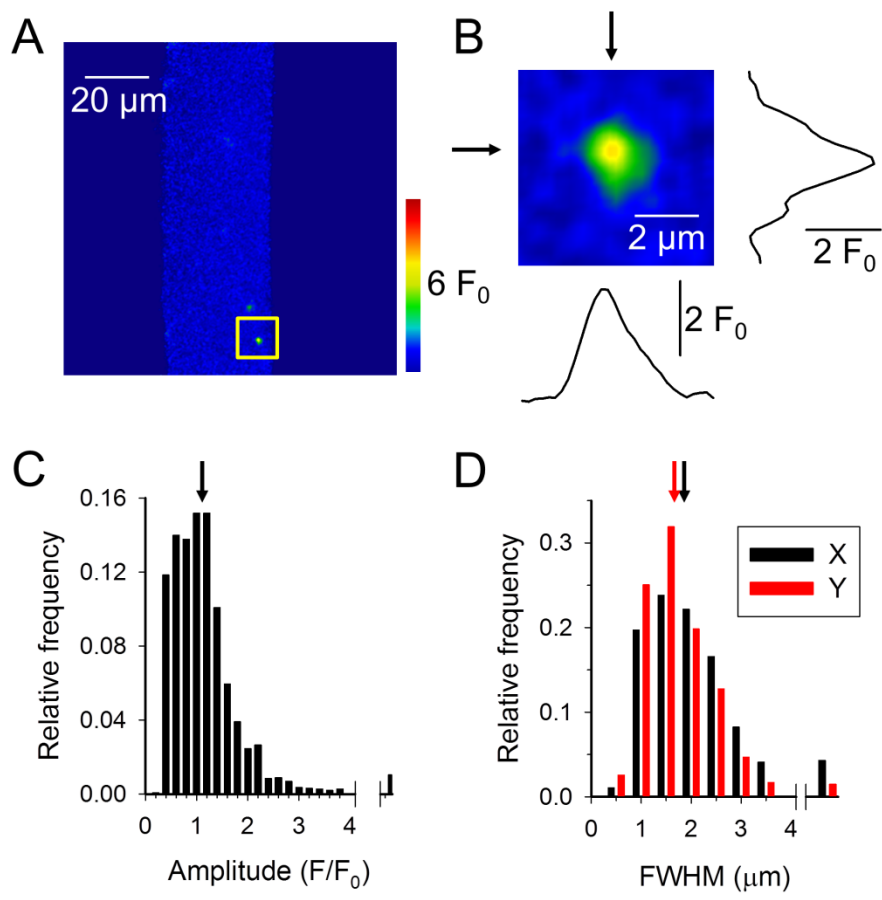 A
20 μm
6 F0
B
2 μm
2 F0
2 F0
C
Relative frequency
0.16
0.12
0.08
0.04
0.00
0 1 2 3 4
Amplitude (F/F0)
D
Relative frequency
0.3
0.2
0.1
0.0
0 1 2 3 4
FWHM (μm)
X
Y